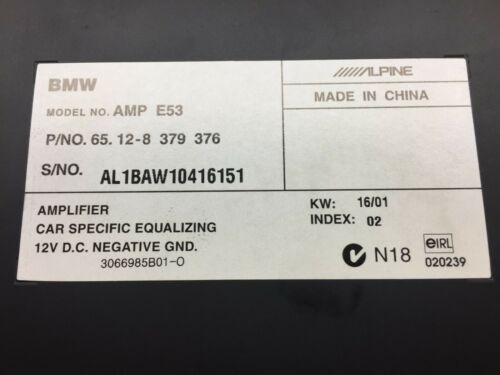 BMW
MODEL NO. AMP E53
P/NO. 65. 12-8 379 376
S/NO. AL1BAW10416151
/////ALPINE
MADE IN CHINA
AMPLIFIER
CAR SPECIFIC EQUALIZING
12V D.C. NEGATIVE GND.
3066985B01-O
KW: 16/01
INDEX: 02
N18
eIRL
020239